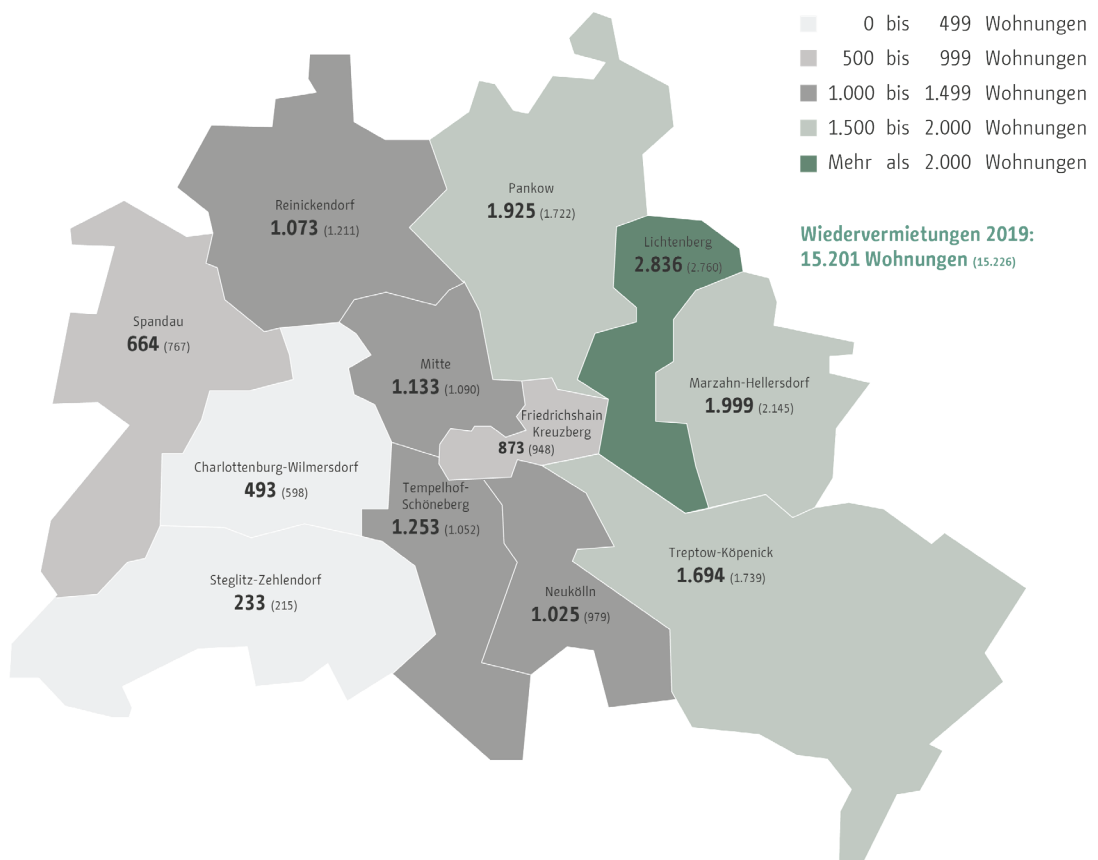 0 bis 499 Wohnungen
500 bis 999 Wohnungen
1.000 bis 1.499 Wohnungen
1.500 bis 2.000 Wohnungen
Mehr als 2.000 Wohnungen
Wiedervermietungen 2019:
15.201 Wohnungen (15.226)
Pankow
1.925 (1.722)
Reinickendorf
1.073 (1.211)
Lichtenberg
2.836 (2.760)
Spandau
664 (767)
Mitte
1.133 (1.090)
Marzahn-Hellersdorf
1.999 (2.145)
Friedrichshain
Kreuzberg
873 (948)
Charlottenburg-Wilmersdorf
493 (598)
Tempelhof-
Schöneberg
1.253 (1.052)
Treptow-Köpenick
1.694 (1.739)
Steglitz-Zehlendorf
233 (215)
Neukölln
1.025 (979)